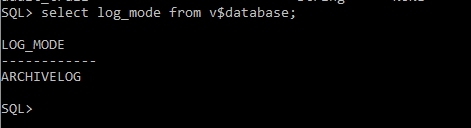 SQL> select log_mode from v$database;
LOG_MODE
------------
ARCHIVELOG
SQL>